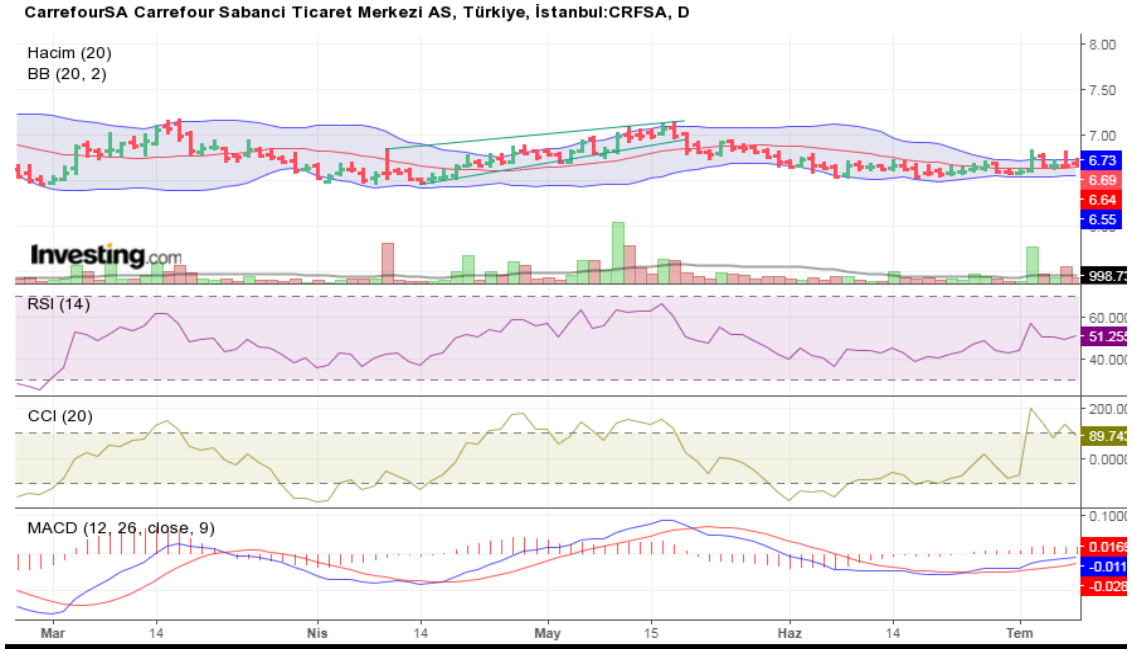 CarrefourSA Carrefour Sabanci Ticaret Merkezi AS, Türkiye, İstanbul:CRFSA, D
Hacim (20)
BB (20, 2)
8.00
7.50
7.00
6.73
6.69
6.64
6.55
Investing.com
998.73
RSI (14)
60.000
51.255
40.000
CCI (20)
200.00
89.743
0.0000
MACD (12, 26, close, 9)
0.1000
0.0169
-0.011
-0.028
Mar
14
Nis
14
May
15
Haz
14
Tem